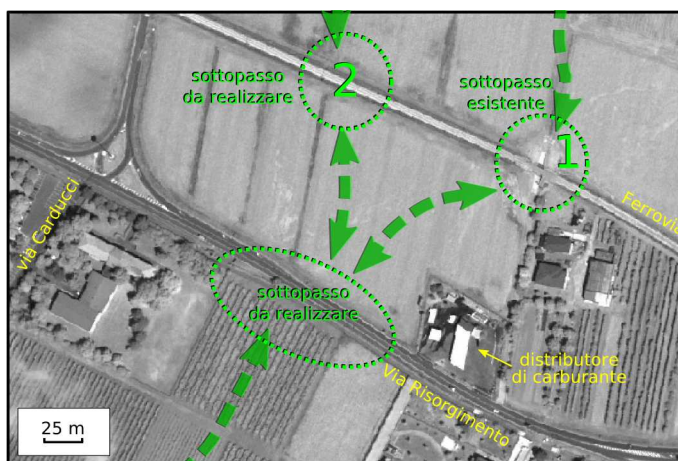 sottopasso
da realizzare
2
sottopasso
esistente
1
via Carducci
Ferrovia
sottopasso
da realizzare
distributore
di carburante
Via Risorgimento
25 m